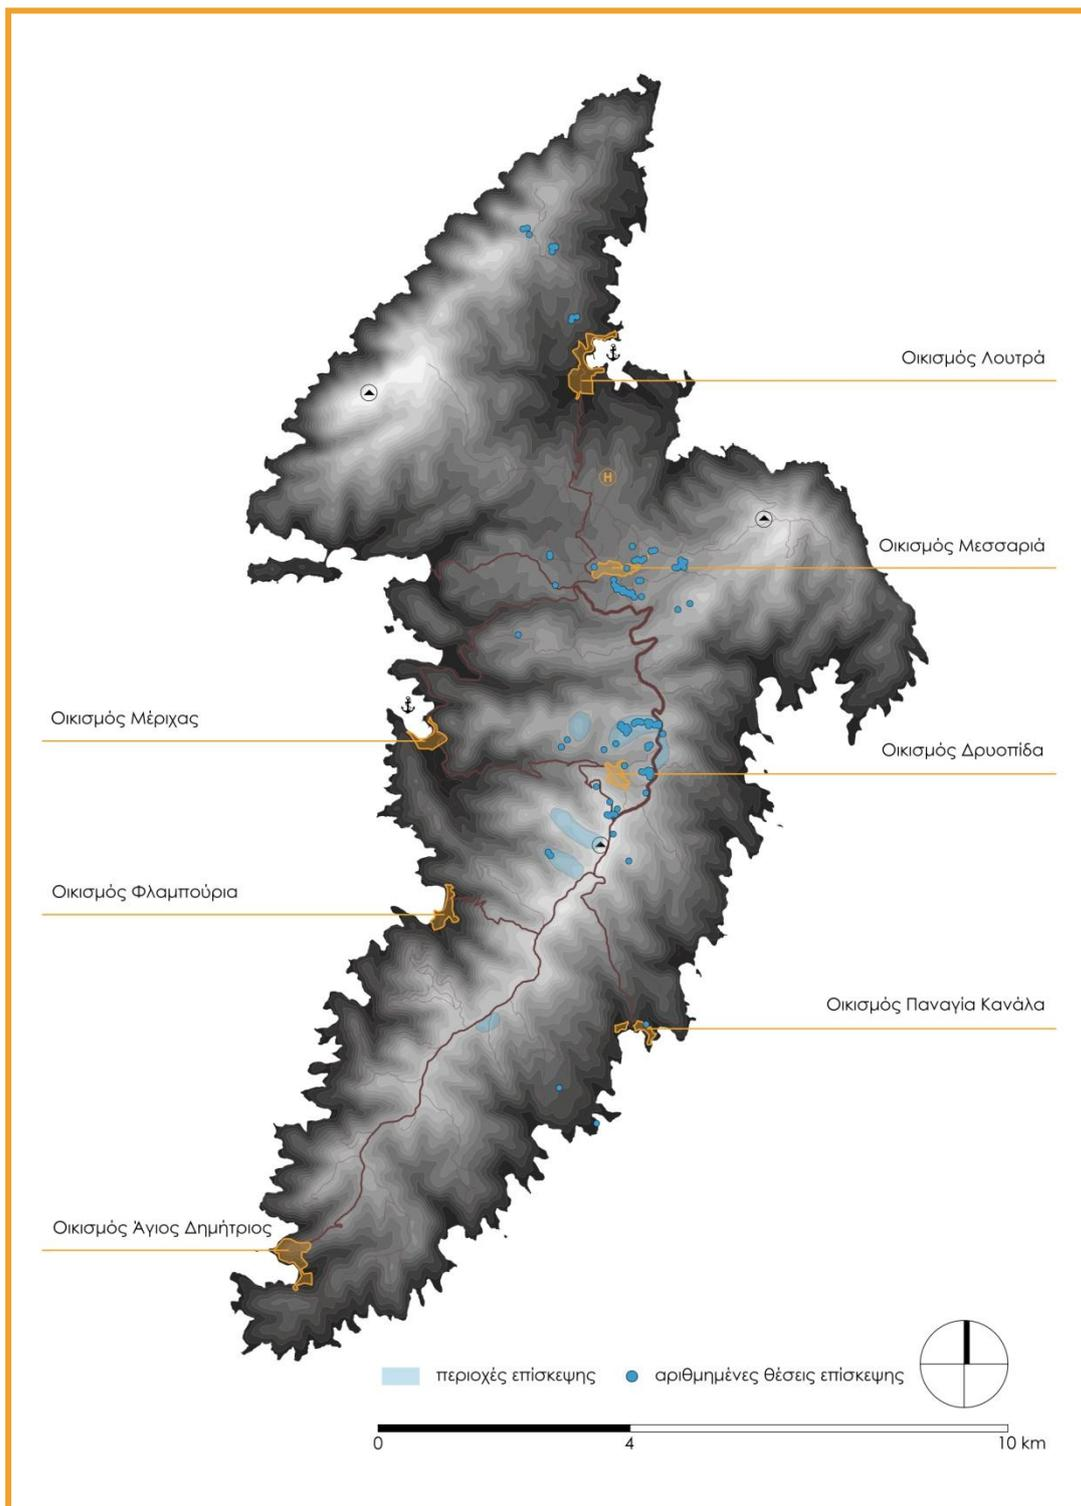 Οικισμός Λουτρά
H
Οικισμός Μεσσαριά
Οικισμός Μέριχας
Οικισμός Δρυοπίδα
Οικισμός Φλαμπούρια
Οικισμός Παναγία Κανάλα
Οικισμός Άγιος Δημήτριος
περιοχές επίσκεψης αριθμημένες θέσεις επίσκεψης
0 4 10 km